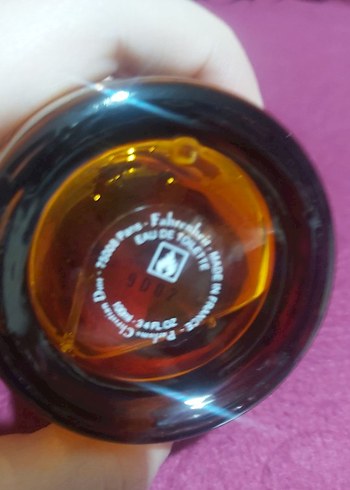 Fahrenheit
EAU DE TOILETTE
MADE IN FRANCE
Parfums Christian Dior · 75008 Paris